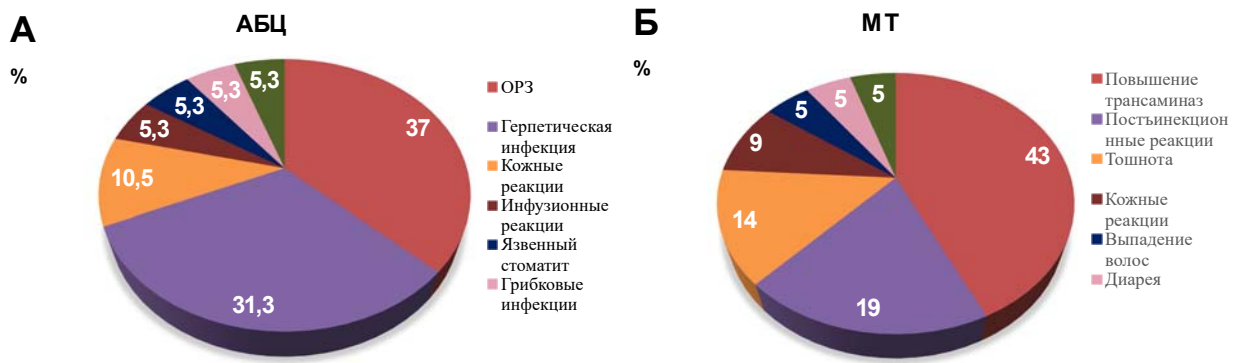 А
АБЦ
%
5,3
5,3
5,3
5,3
10,5
31,3
37
ОРЗ
Герпетическая
инфекция
Кожные
реакции
Инфузионные
реакции
Язвенный
стоматит
Грибковые
инфекции
Б
МТ
%
5
5
5
9
14
19
43
Повышение
трансаминаз
Постъинекцион
ные реакции
Тошнота
Кожные
реакции
Выпадение
волос
Диарея